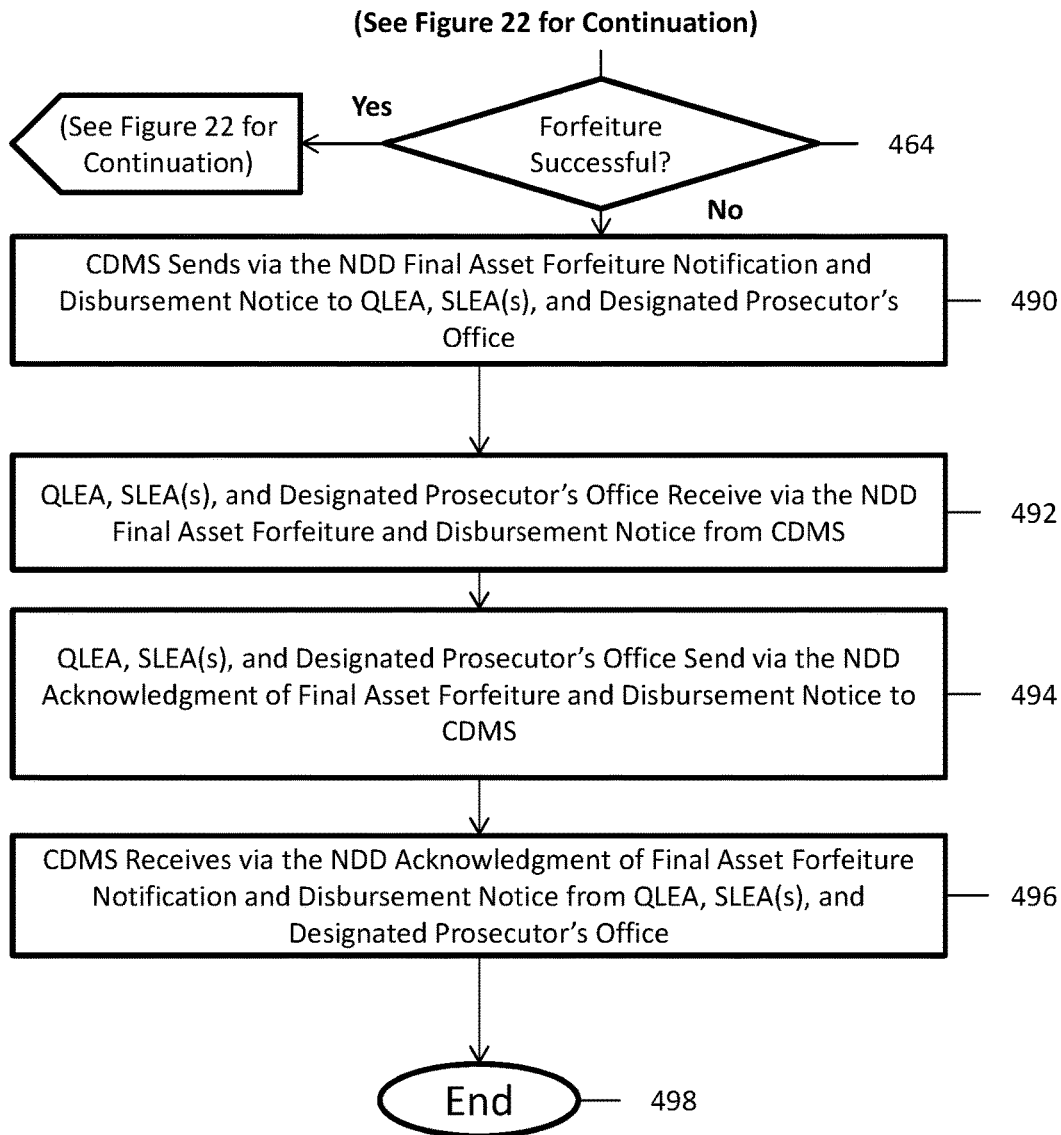 (See Figure 22 for Continuation)
Yes
(See Figure 22 for
Continuation)
Forfeiture
Successful?
464
No
CDMS Sends via the NDD Final Asset Forfeiture Notification and
Disbursement Notice to QLEA, SLEA(s), and Designated Prosecutor's
Office
490
QLEA, SLEA(s), and Designated Prosecutor's Office Receive via the NDD
Final Asset Forfeiture and Disbursement Notice from CDMS
492
QLEA, SLEA(s), and Designated Prosecutor's Office Send via the NDD
Acknowledgment of Final Asset Forfeiture and Disbursement Notice to
CDMS
494
CDMS Receives via the NDD Acknowledgment of Final Asset Forfeiture
Notification and Disbursement Notice from QLEA, SLEA(s), and
Designated Prosecutor's Office
496
End
498